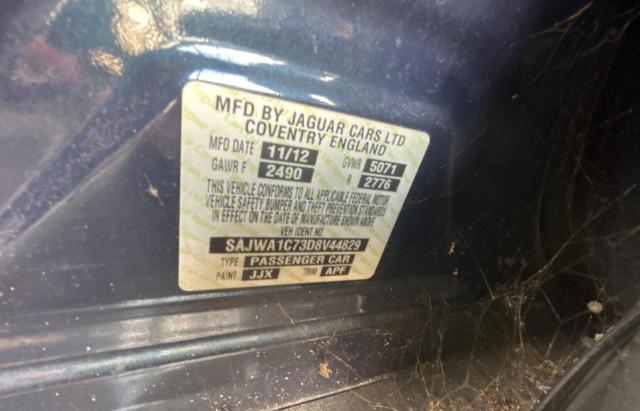 MFD BY JAGUAR CARS LTD
COVENTRY ENGLAND
MFD DATE 11/12 GVWR 5071
GAWR F 2490 R 2776
THIS VEHICLE CONFORMS TO ALL APPLICABLE FEDERAL MOTOR
VEHICLE SAFETY BUMPER AND THEFT PREVENTION STANDARDS
IN EFFECT ON THE DATE OF MANUFACTURE SHOWN ABOVE
VEH IDENT NO
SAJWA1C73D8V44829
TYPE PASSENGER CAR
PAINT JJX TRIM APF